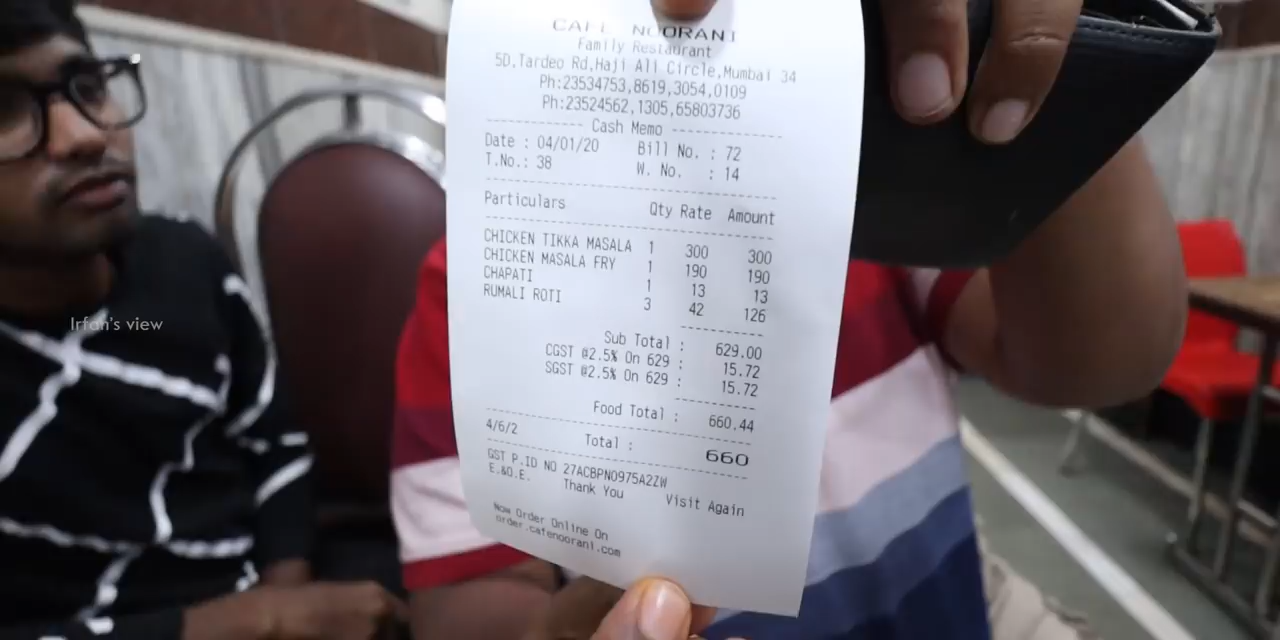 CAFE NOORANI
Family Restaurant
5D,Tardeo Rd,Haji Ali Circle,Mumbai 34
Ph:23534753,8619,3054,0109
Ph:23524562,1305,65803736
Cash Memo
Date : 04/01/20 Bill No. : 72
T.No.: 38 W. No. : 14
Particulars Qty Rate Amount
CHICKEN TIKKA MASALA 1 300 300
CHICKEN MASALA FRY 1 190 190
CHAPATI 1 13 13
RUMALI ROTI 3 42 126
Sub Total : 629.00
CGST @2.5% On 629 : 15.72
SGST @2.5% On 629 : 15.72
Food Total : 660.44
4/6/2 Total : 660
GST P.ID NO 27ACBPN0975A2ZW
E.&O.E. Thank You Visit Again
Now Order Online On
order.cafenoorani.com
Irfan's view